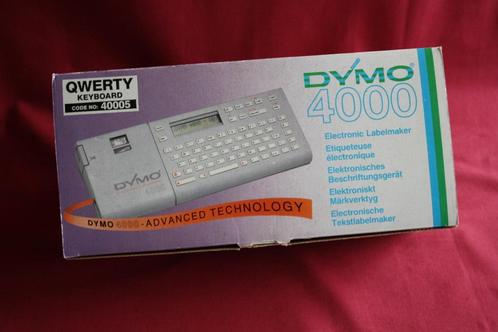 QWERTY
KEYBOARD
CODE NO: 40005
DYMO
4000
Electronic Labelmaker
Etiqueteuse
électronique
Elektronisches
Beschriftungsgerät
Elektroniskt
Märkverktyg
Electronische
Tekstlabelmaker
DYMO
4000
DYMO 4000 - ADVANCED TECHNOLOGY